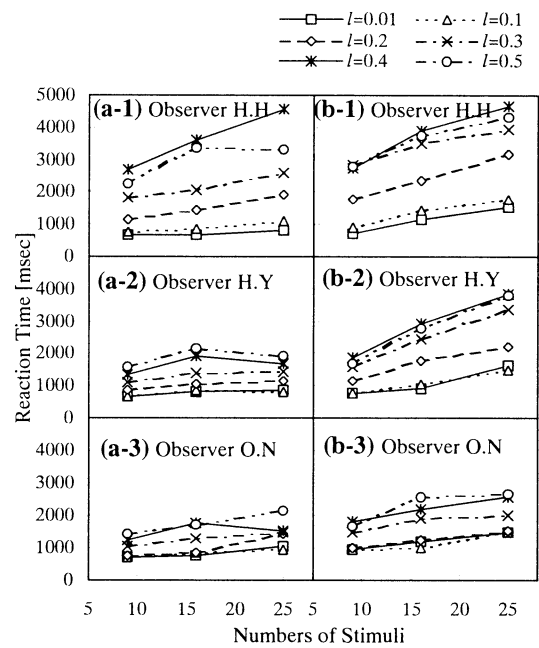 l=0.01 l=0.1
l=0.2 l=0.3
l=0.4 l=0.5
5000
4000
3000
2000
1000
0
4000
3000
2000
1000
0
4000
3000
2000
1000
0
Reaction Time [msec]
(a-1) Observer H.H
(b-1) Observer H.H
(a-2) Observer H.Y
(b-2) Observer H.Y
(a-3) Observer O.N
(b-3) Observer O.N
5 10 15 20 25 5 10 15 20 25
Numbers of Stimuli